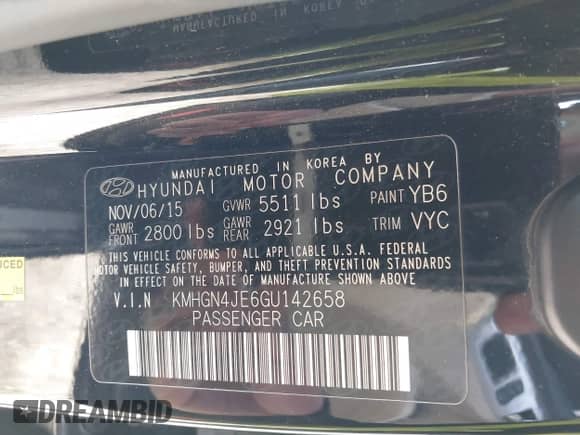 MANUFACTURED IN KOREA BY
HYUNDAI MOTOR COMPANY
NOV/06/15 GVWR 5511 lbs PAINT YB6
GAWR FRONT 2800 lbs GAWR REAR 2921 lbs TRIM VYC
THIS VEHICLE CONFORMS TO ALL APPLICABLE U.S.A. FEDERAL
MOTOR VEHICLE SAFETY, BUMPER, AND THEFT PREVENTION STANDARDS
IN EFFECT ON THE DATE OF MANUFACTURE SHOWN ABOVE.
V.I.N KMHGN4JE6GU142658
PASSENGER CAR
DREAMBID